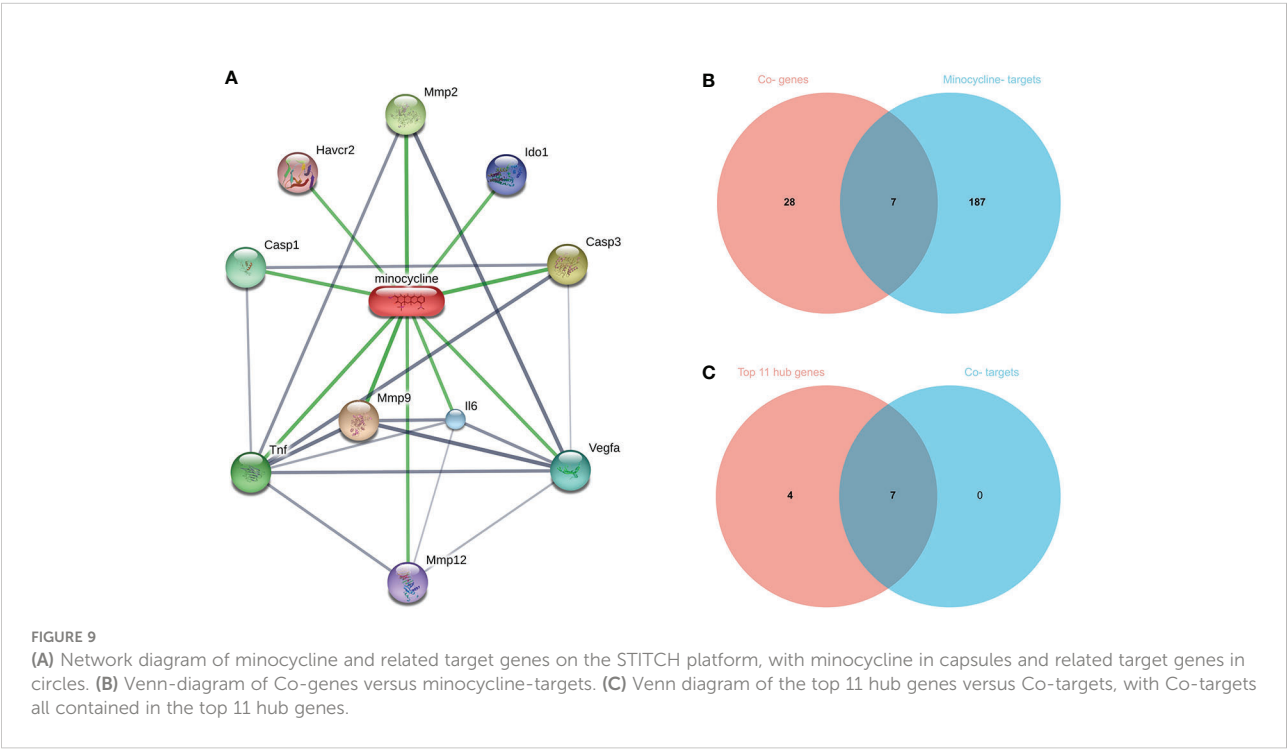 A
Mmp2
Havcr2
Ido1
Casp1
Casp3
minocycline
Mmp9
Il6
Tnf
Vegfa
Mmp12
B
Co- genes
Minocycline- targets
28
7
187
C
Top 11 hub genes
Co- targets
4
7
0
FIGURE 9
(A) Network diagram of minocycline and related target genes on the STITCH platform, with minocycline in capsules and related target genes in
circles. (B) Venn-diagram of Co-genes versus minocycline-targets. (C) Venn diagram of the top 11 hub genes versus Co-targets, with Co-targets
all contained in the top 11 hub genes.